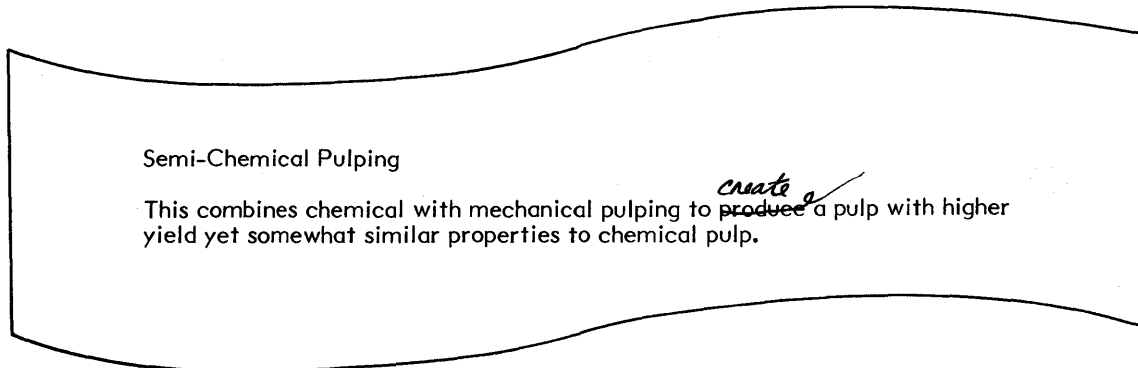 Semi-Chemical Pulping
create
This combines chemical with mechanical pulping to produce a pulp with higher
yield yet somewhat similar properties to chemical pulp.